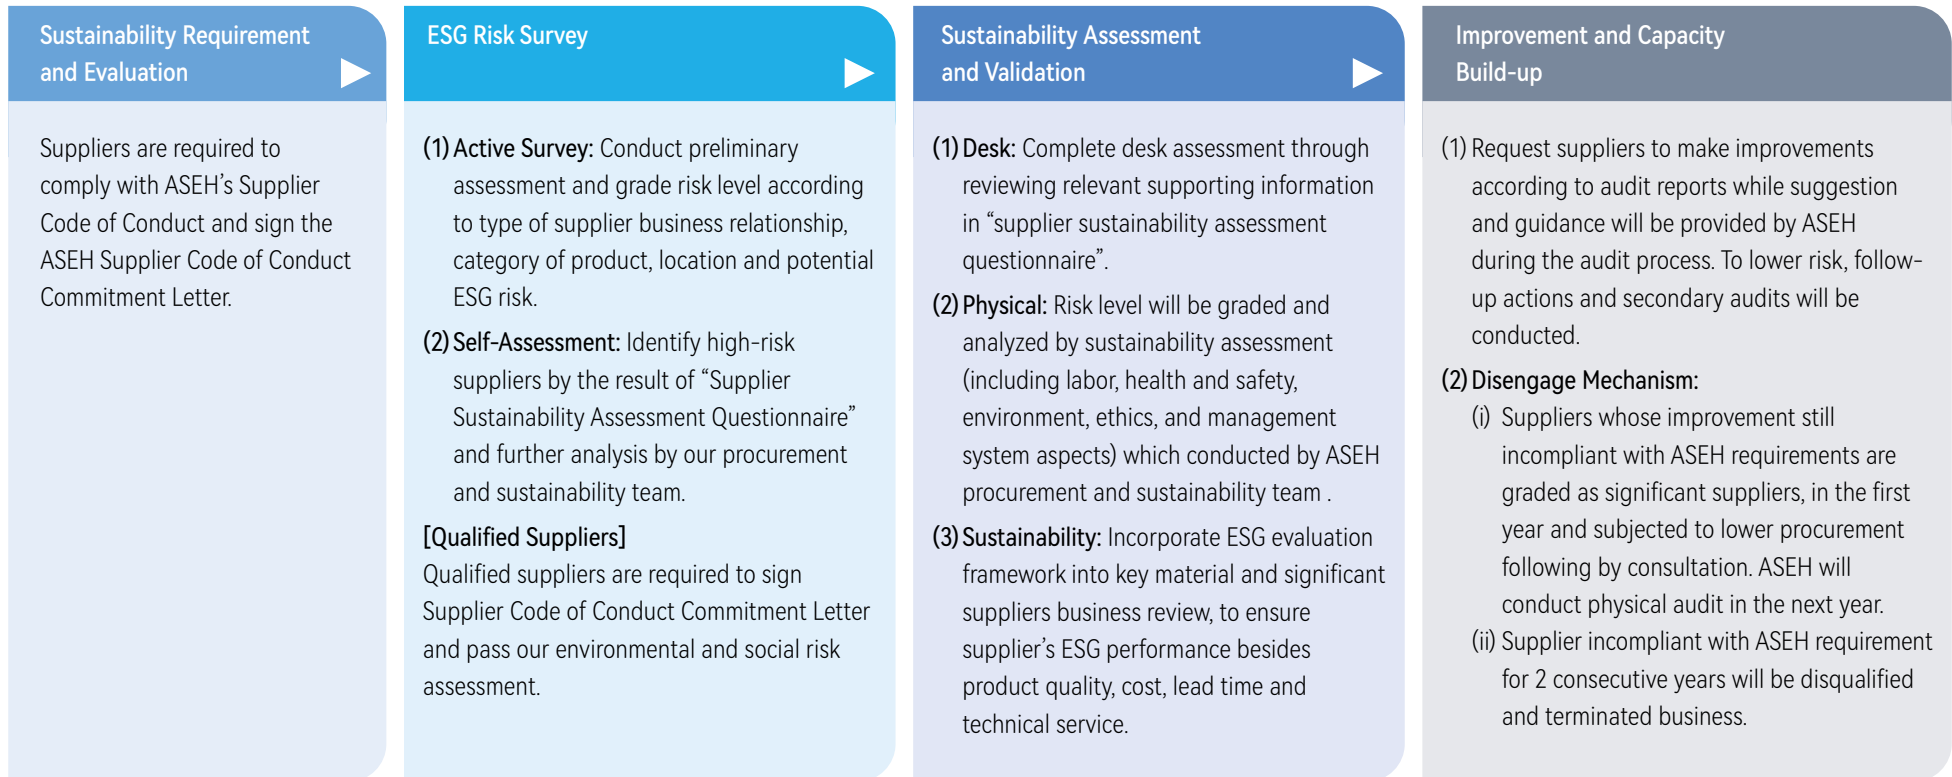 Sustainability Requirement
and Evaluation
Suppliers are required to
comply with ASEH’s Supplier
Code of Conduct and sign the
ASEH Supplier Code of Conduct
Commitment Letter.
ESG Risk Survey
(1) Active Survey: Conduct preliminary
assessment and grade risk level according
to type of supplier business relationship,
category of product, location and potential
ESG risk.
(2) Self-Assessment: Identify high-risk
suppliers by the result of “Supplier
Sustainability Assessment Questionnaire”
and further analysis by our procurement
and sustainability team.
[Qualified Suppliers]
Qualified suppliers are required to sign
Supplier Code of Conduct Commitment Letter
and pass our environmental and social risk
assessment.
Sustainability Assessment
and Validation
(1) Desk: Complete desk assessment through
reviewing relevant supporting information
in “supplier sustainability assessment
questionnaire”.
(2) Physical: Risk level will be graded and
analyzed by sustainability assessment
(including labor, health and safety,
environment, ethics, and management
system aspects) which conducted by ASEH
procurement and sustainability team .
(3) Sustainability: Incorporate ESG evaluation
framework into key material and significant
suppliers business review, to ensure
supplier’s ESG performance besides
product quality, cost, lead time and
technical service.
Improvement and Capacity
Build-up
(1) Request suppliers to make improvements
according to audit reports while suggestion
and guidance will be provided by ASEH
during the audit process. To lower risk, follow-
up actions and secondary audits will be
conducted.
(2) Disengage Mechanism:
(i) Suppliers whose improvement still
incompliant with ASEH requirements are
graded as significant suppliers, in the first
year and subjected to lower procurement
following by consultation. ASEH will
conduct physical audit in the next year.
(ii) Supplier incompliant with ASEH requirement
for 2 consecutive years will be disqualified
and terminated business.